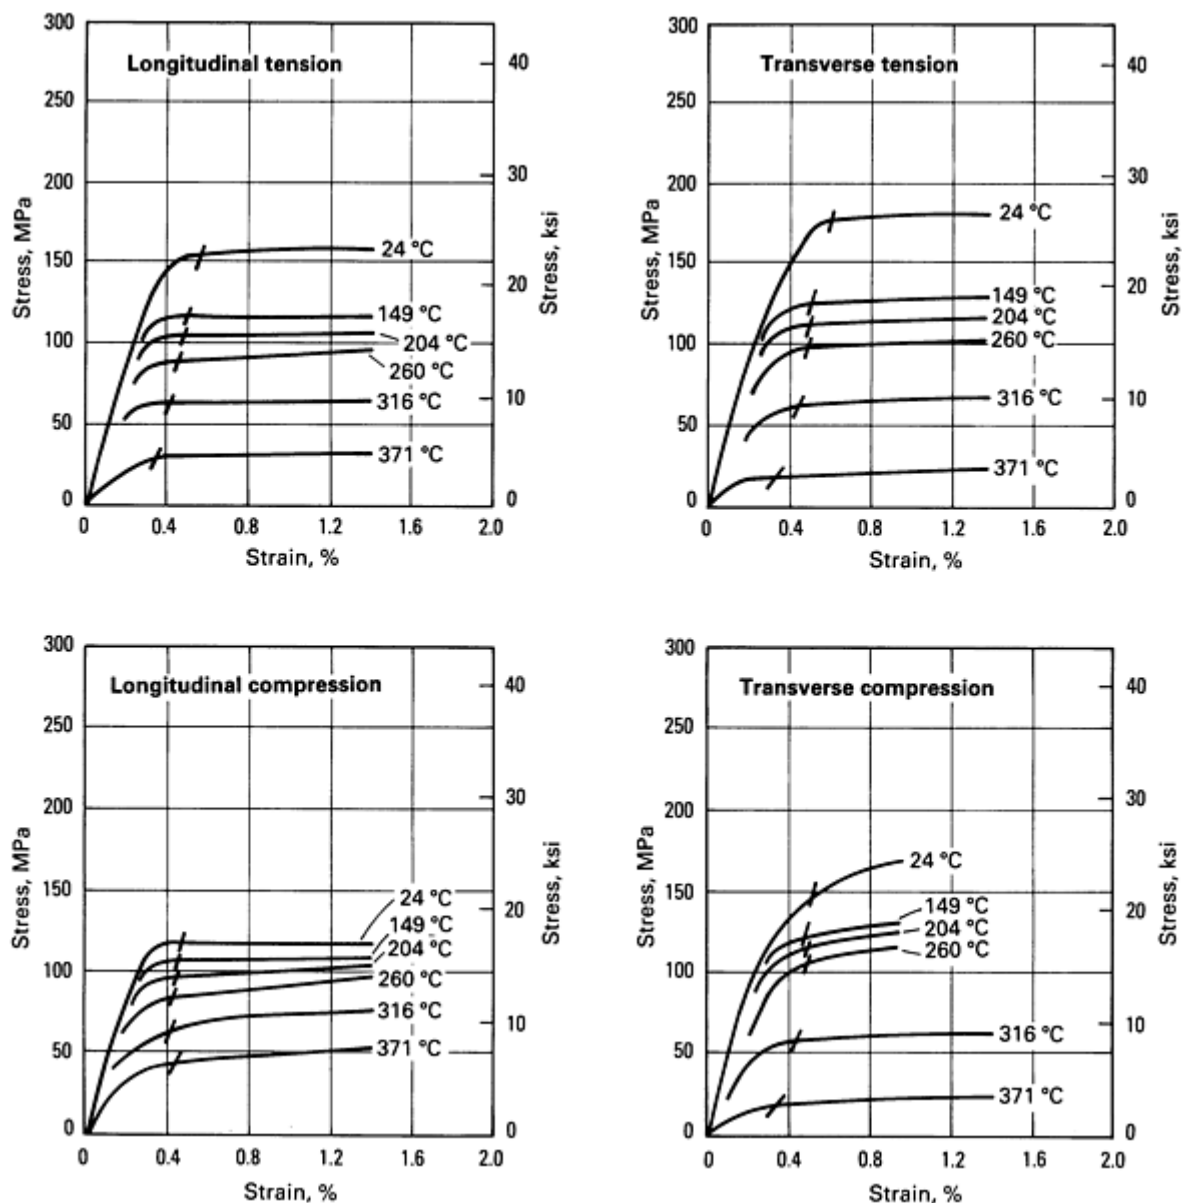 Longitudinal tension
Stress, MPa
300
250
200
150
100
50
0
Stress, ksi
40
30
20
10
0
24 °C
149 °C
204 °C
260 °C
316 °C
371 °C
0 0.4 0.8 1.2 1.6 2.0
Strain, %
Transverse tension
Stress, MPa
300
250
200
150
100
50
0
Stress, ksi
40
30
20
10
0
24 °C
149 °C
204 °C
260 °C
316 °C
371 °C
0 0.4 0.8 1.2 1.6 2.0
Strain, %
Longitudinal compression
Stress, MPa
300
250
200
150
100
50
0
Stress, ksi
40
30
20
10
0
24 °C
149 °C
204 °C
260 °C
316 °C
371 °C
0 0.4 0.8 1.2 1.6 2.0
Strain, %
Transverse compression
Stress, MPa
300
250
200
150
100
50
0
Stress, ksi
40
30
20
10
0
24 °C
149 °C
204 °C
260 °C
316 °C
371 °C
0 0.4 0.8 1.2 1.6 2.0
Strain, %